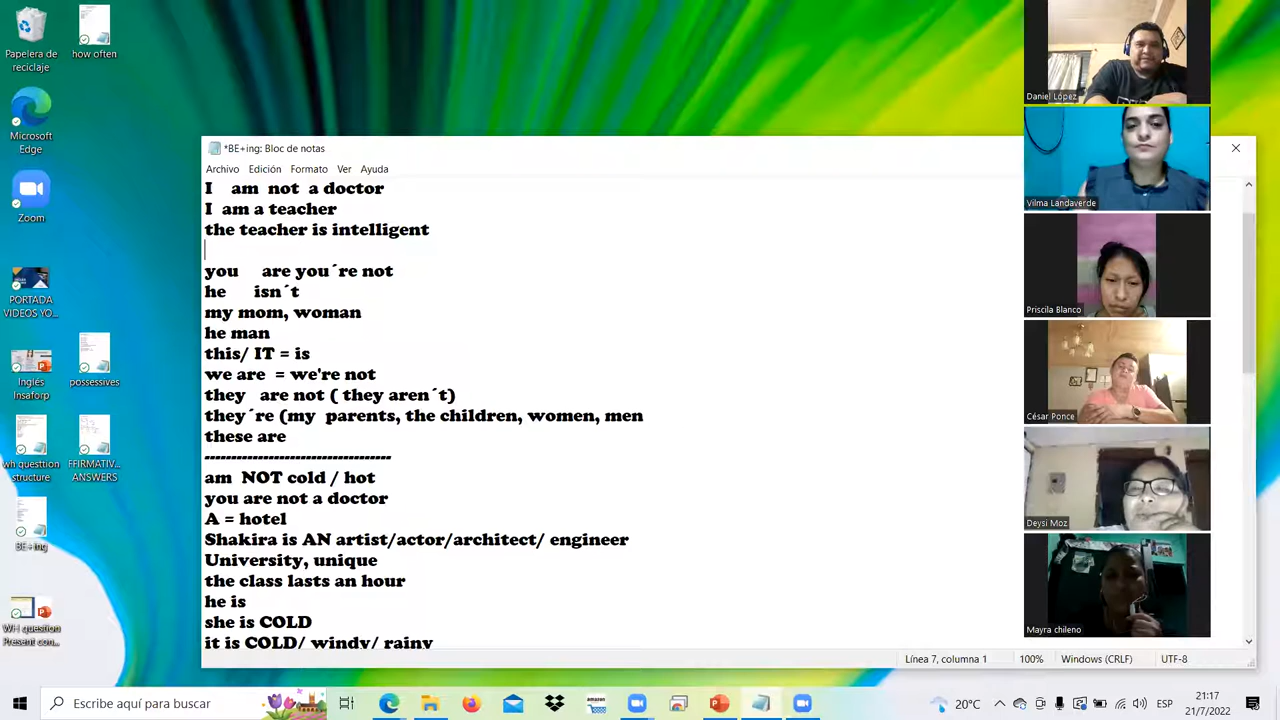 Papelera de
reciclaje
how often
Microsoft
Edge
Zoom
PORTADA
VIDEOS YO...
Inglés
Insaforp
possessives
wh questtion
structure
FFIRMATIV...
ANSWERS
BE+ing
WH question
Present con...
*BE+ing: Bloc de notas
Archivo Edición Formato Ver Ayuda
I am not a doctor
I am a teacher
the teacher is intelligent
you are you´re not
he isn´t
my mom, woman
he man
this/ IT = is
we are = we're not
they are not ( they aren´t)
they´re (my parents, the children, women, men
these are
----------------------------------
am NOT cold / hot
you are not a doctor
A = hotel
Shakira is AN artist/actor/architect/ engineer
University, unique
the class lasts an hour
he is
she is COLD
it is COLD/ windy/ rainy
Línea 7, columna 1 100% Windows (CRLF) UTF-8
Daniel López
Vilma Landaverde
Priscila Blanco
César Ponce
Deysi Moz
Mayra chileno
Escribe aquí para buscar
amazon
20°C
ESP
21:17
21/7/2022